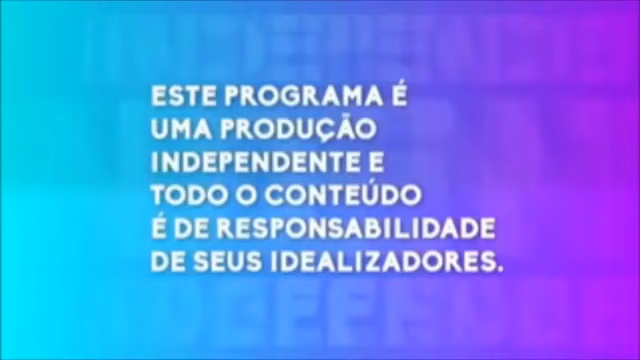 ESTE PROGRAMA É
UMA PRODUÇÃO
INDEPENDENTE E
TODO O CONTEÚDO
É DE RESPONSABILIDADE
DE SEUS IDEALIZADORES.